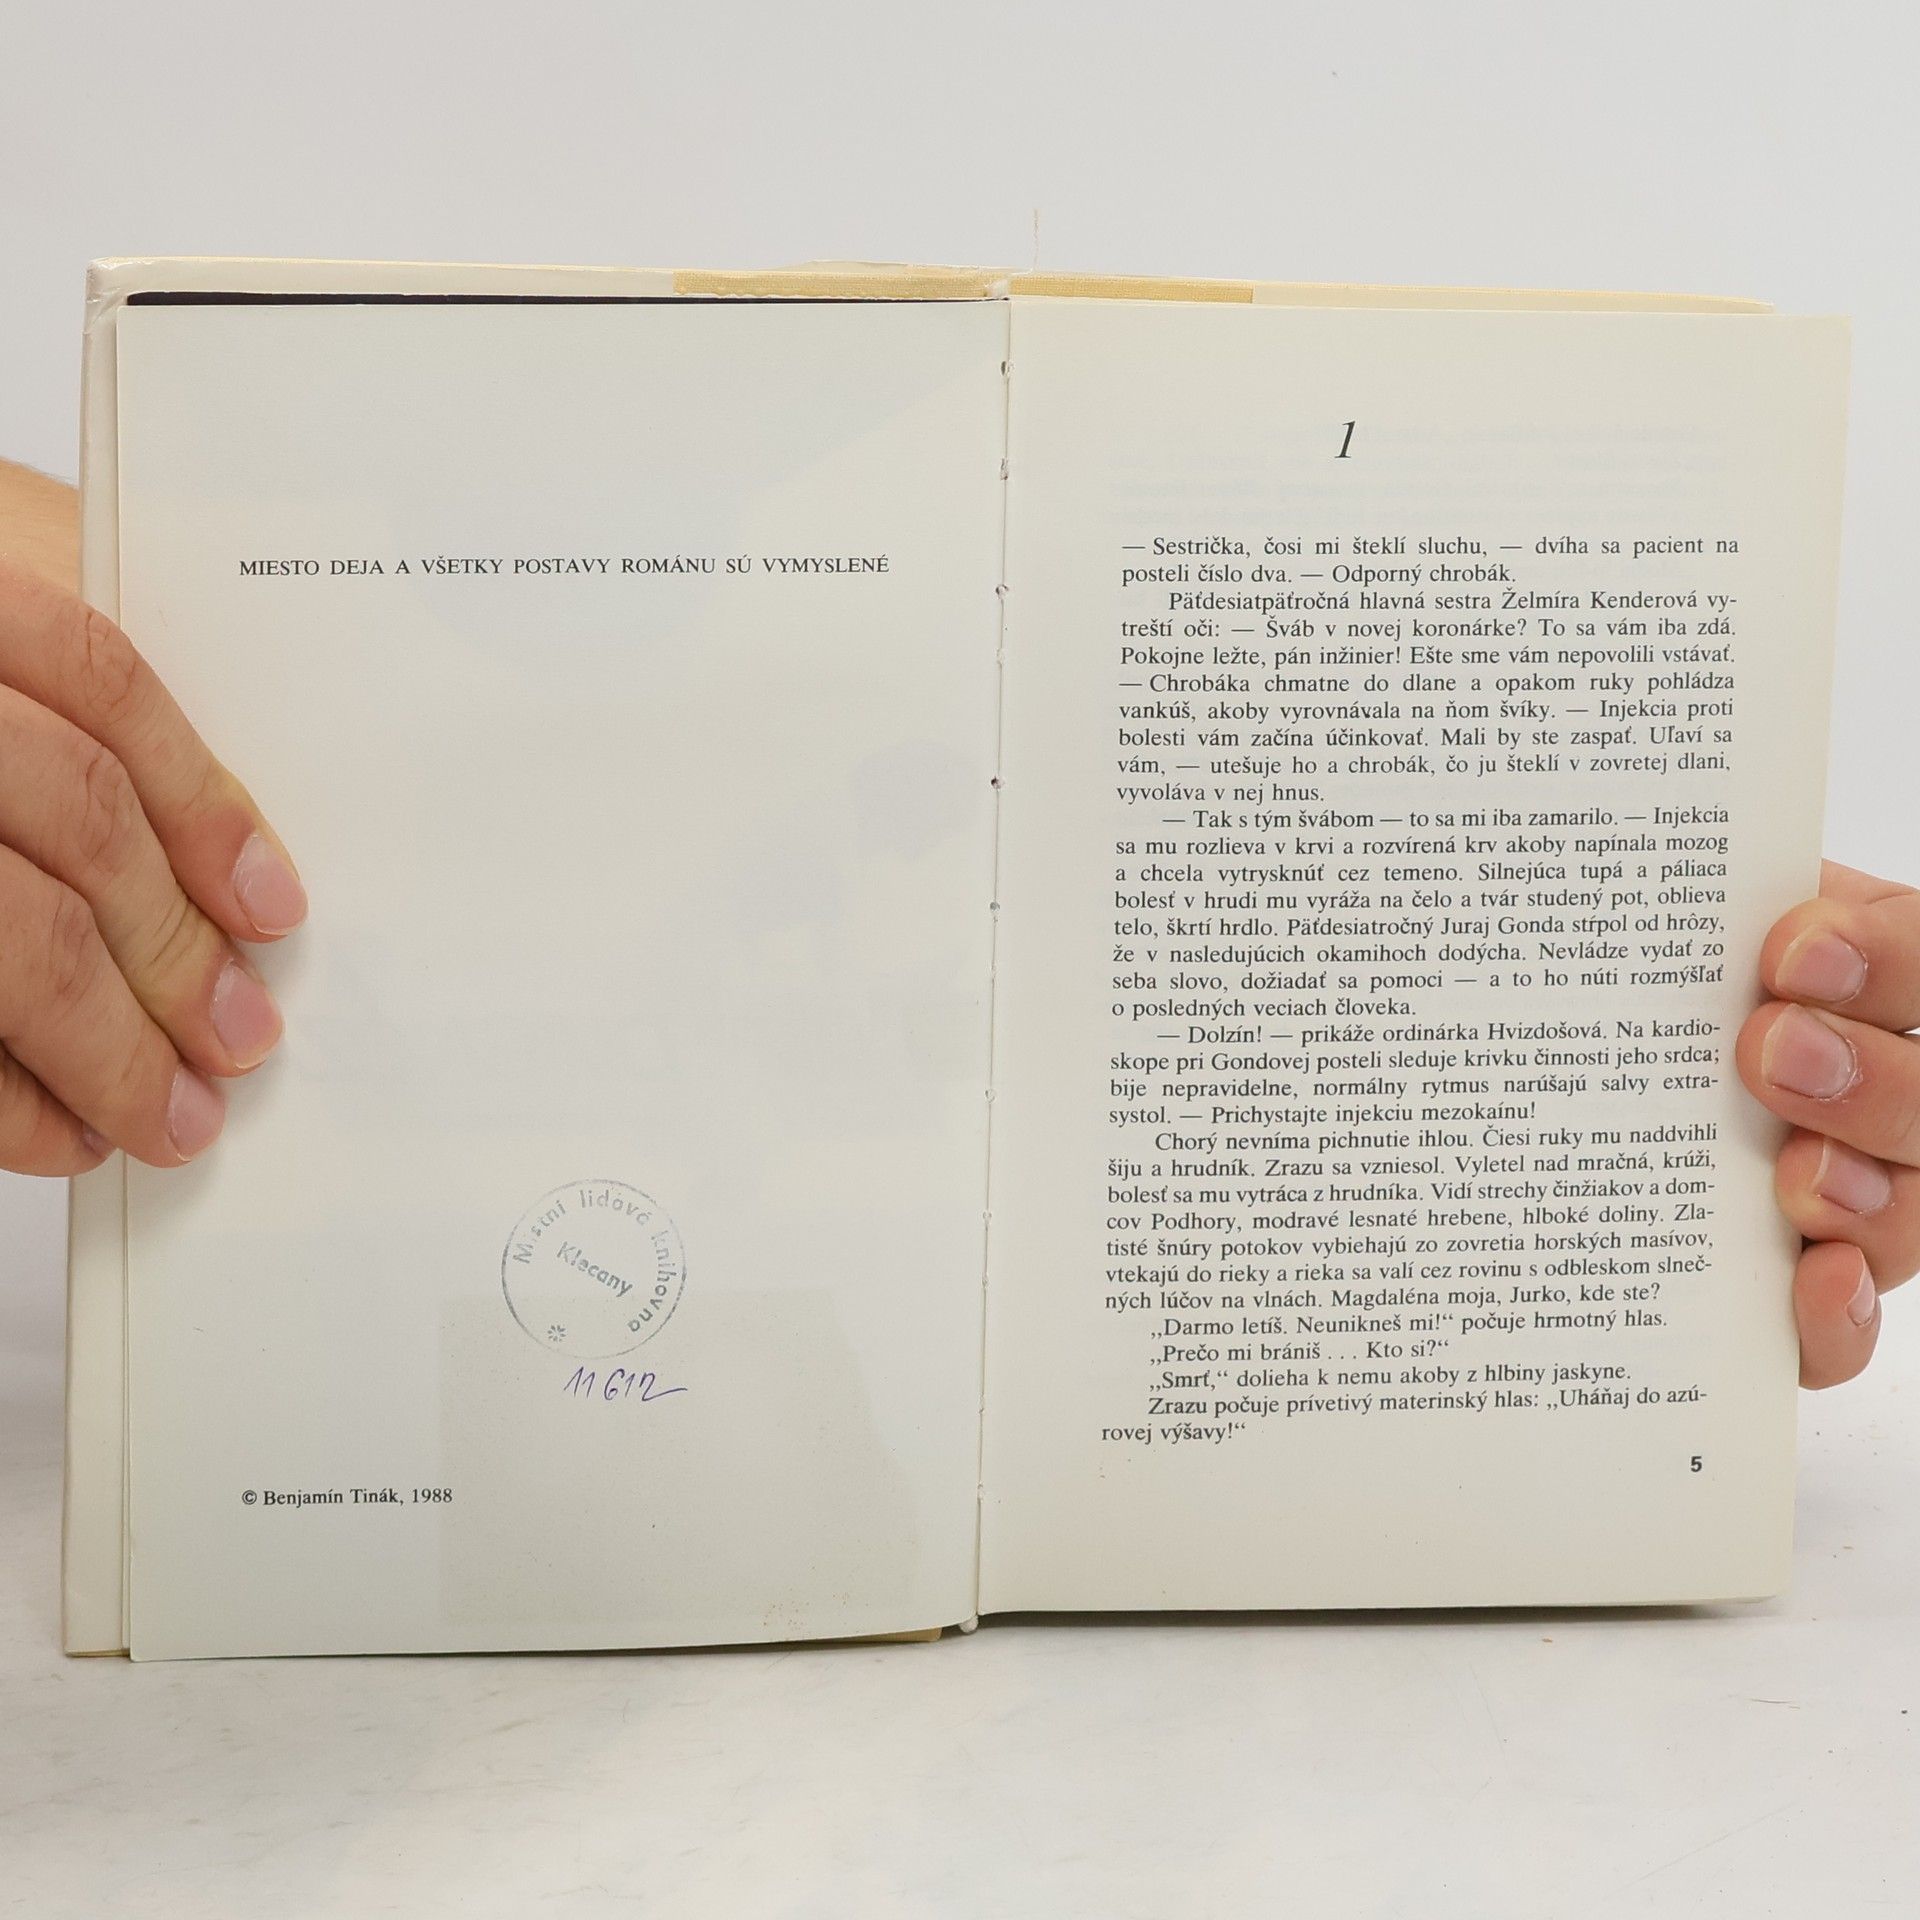 MIESTO DEJA A VŠETKY POSTAVY ROMÁNU SÚ VYMYSLENÉ
Místní lidová knihovna
Klecany
11612
© Benjamín Tinák, 1988
1
— Sestrička, čosi mi šteklí sluchu, — dvíha sa pacient na
posteli číslo dva. — Odporný chrobák.
Päťdesiatpäťročná hlavná sestra Želmíra Kenderová vy-
treští oči: — Šváb v novej koronárke? To sa vám iba zdá.
Pokojne ležte, pán inžinier! Ešte sme vám nepovolili vstávať.
— Chrobáka chmatne do dlane a opakom ruky pohládza
vankúš, akoby vyrovnávala na ňom švíky. — Injekcia proti
bolesti vám začína účinkovať. Mali by ste zaspať. Uľaví sa
vám, — utešuje ho a chrobák, čo ju šteklí v zovretej dlani,
vyvoláva v nej hnus.
— Tak s tým švábom — to sa mi iba zamarilo. — Injekcia
sa mu rozlieva v krvi a rozvírená krv akoby napínala mozog
a chcela vytrysknúť cez temeno. Silnejúca tupá a páliaca
bolesť v hrudi mu vyráža na čelo a tvár studený pot, oblieva
telo, škrtí hrdlo. Päťdesiatročný Juraj Gonda stŕpol od hrôzy,
že v nasledujúcich okamihoch dodýcha. Nevládze vydať zo
seba slovo, dožiadať sa pomoci — a to ho núti rozmýšľať
o posledných veciach človeka.
— Dolzín! — prikáže ordinárka Hvizdošová. Na kardio-
skope pri Gondovej posteli sleduje krivku činnosti jeho srdca;
bije nepravidelne, normálny rytmus narúšajú salvy extra-
systol. — Prichystajte injekciu mezokaínu!
Chorý nevníma pichnutie ihlou. Čiesi ruky mu naddvihli
šiju a hrudník. Zrazu sa vzniesol. Vyletel nad mračná, krúži,
bolesť sa mu vytráca z hrudníka. Vidí strechy činžiakov a dom-
cov Podhory, modravé lesnaté hrebene, hlboké doliny. Zla-
tisté šnúry potokov vybiehajú zo zovretia horských masívov,
vtekajú do rieky a rieka sa valí cez rovinu s odbleskom slneč-
ných lúčov na vlnách. Magdaléna moja, Jurko, kde ste?
„Darmo letíš. Neunikneš mi!“ počuje hrmotný hlas.
„Prečo mi brániš . . . Kto si?“
„Smrť,“ dolieha k nemu akoby z hlbiny jaskyne.
Zrazu počuje prívetivý materinský hlas: „Uháňaj do azú-
rovej výšavy!“
5